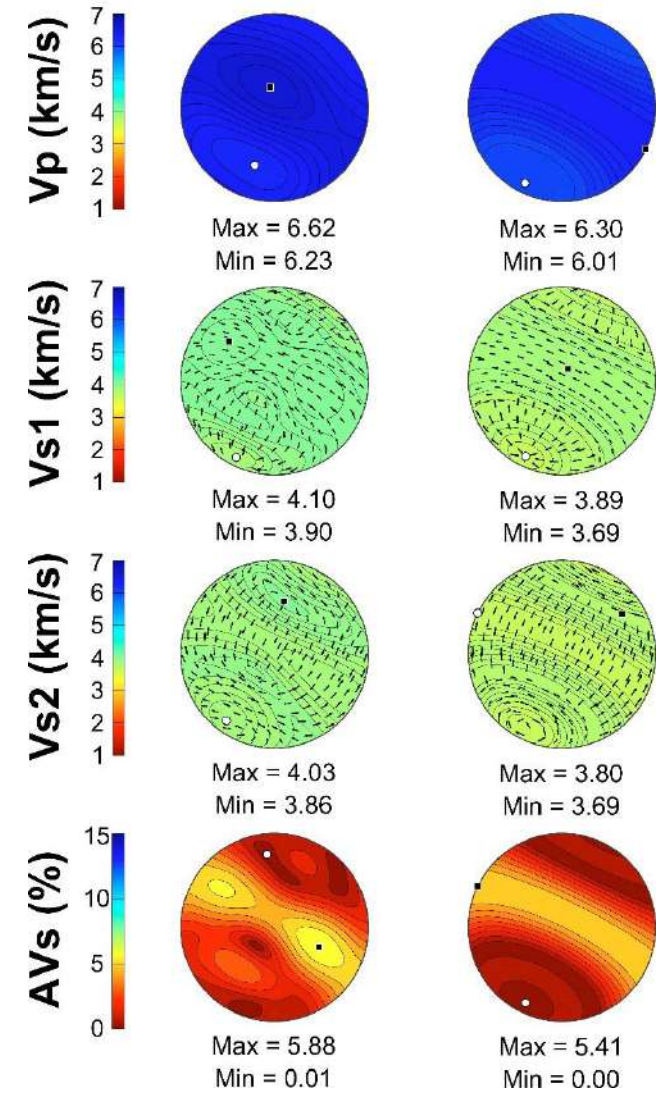 Vp (km/s)
7
6
5
4
3
2
1
Max = 6.62
Min = 6.23
Max = 6.30
Min = 6.01
Vs1 (km/s)
7
6
5
4
3
2
1
Max = 4.10
Min = 3.90
Max = 3.89
Min = 3.69
Vs2 (km/s)
7
6
5
4
3
2
1
Max = 4.03
Min = 3.86
Max = 3.80
Min = 3.69
AVs (%)
15
10
5
0
Max = 5.88
Min = 0.01
Max = 5.41
Min = 0.00